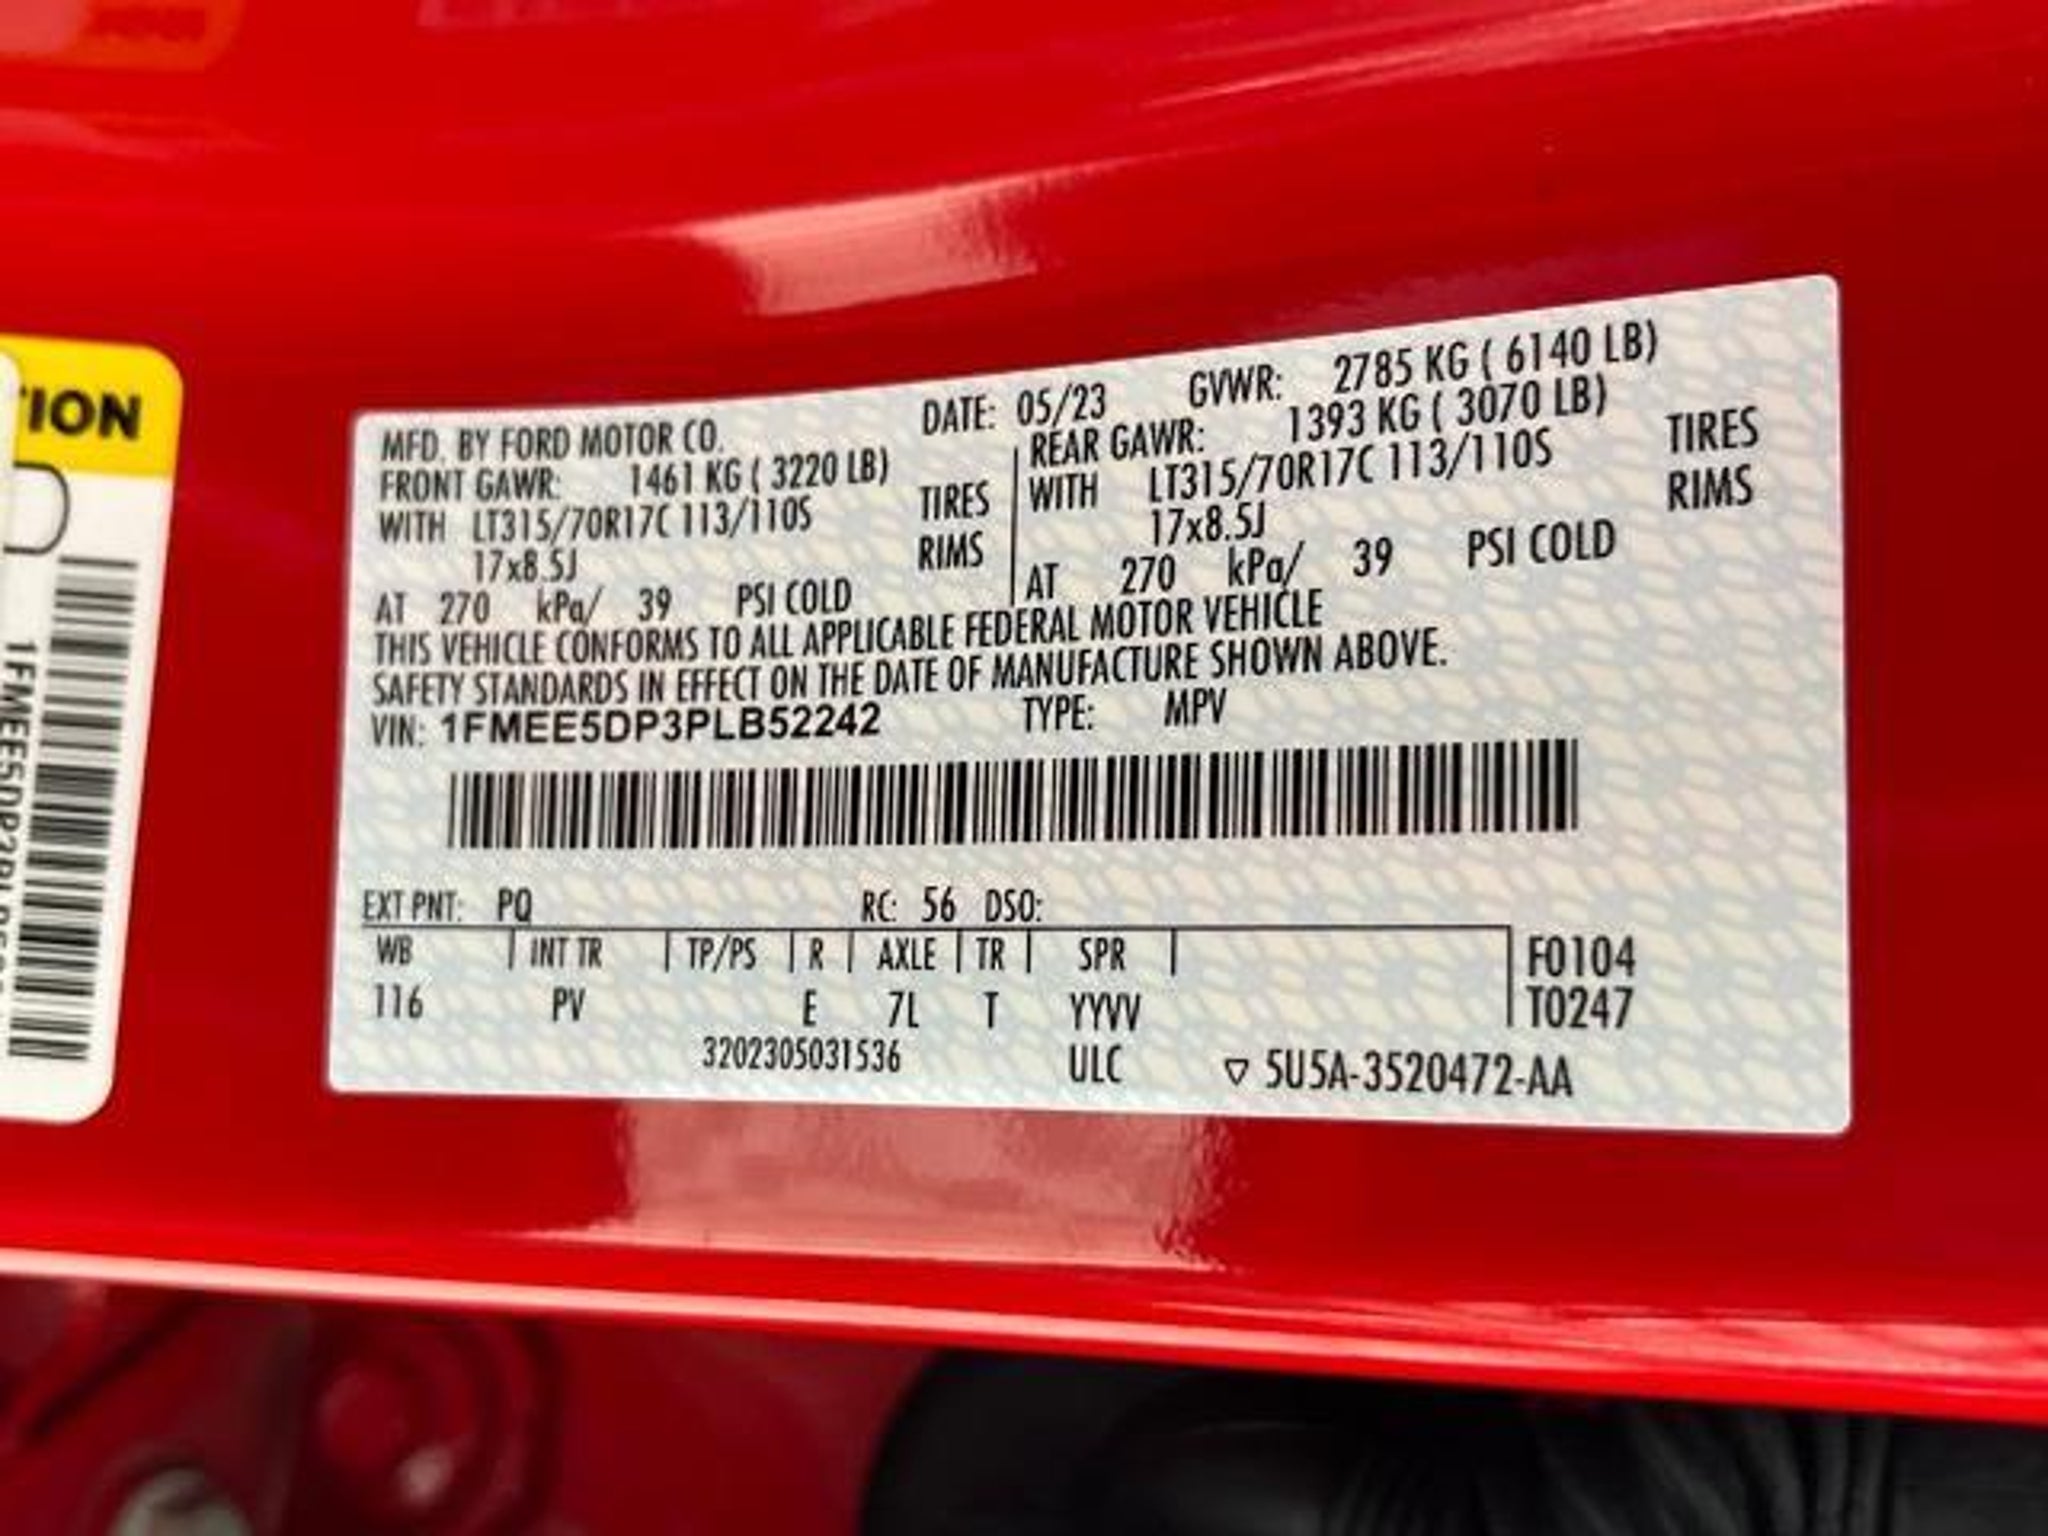 TION
1FMEE5DP3PLB52
MFD. BY FORD MOTOR CO. DATE: 05/23 GVWR: 2785 KG ( 6140 LB)
FRONT GAWR: 1461 KG ( 3220 LB) REAR GAWR: 1393 KG ( 3070 LB)
WITH LT315/70R17C 113/110S TIRES WITH LT315/70R17C 113/110S TIRES
17x8.5J RIMS 17x8.5J RIMS
AT 270 kPa/ 39 PSI COLD AT 270 kPa/ 39 PSI COLD
THIS VEHICLE CONFORMS TO ALL APPLICABLE FEDERAL MOTOR VEHICLE
SAFETY STANDARDS IN EFFECT ON THE DATE OF MANUFACTURE SHOWN ABOVE.
VIN: 1FMEE5DP3PLB52242 TYPE: MPV
EXT PNT: PQ RC: 56 DSO:
WB INT TR TP/PS R AXLE TR SPR F0104
116 PV E 7L T YYVV T0247
3202305031536 ULC ▽ 5U5A-3520472-AA